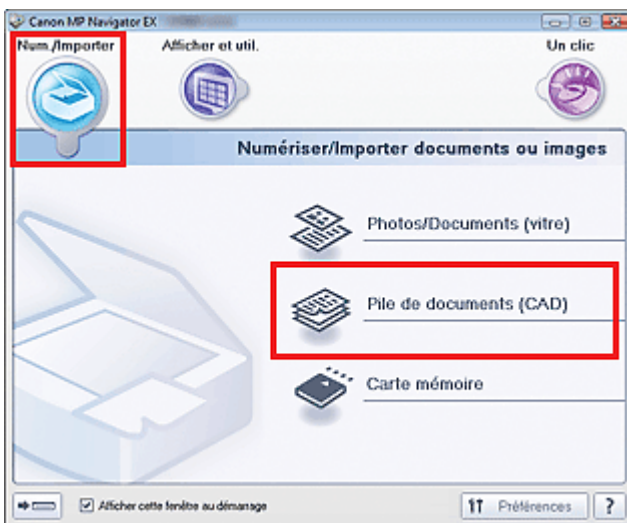 Canon MP Navigator EX
Num./Importer
Afficher et util.
Un clic
Numériser/Importer documents ou images
Photos/Documents (vitre)
Pile de documents (CAD)
Carte mémoire
Afficher cette fenêtre au démarrage
Préférences
?